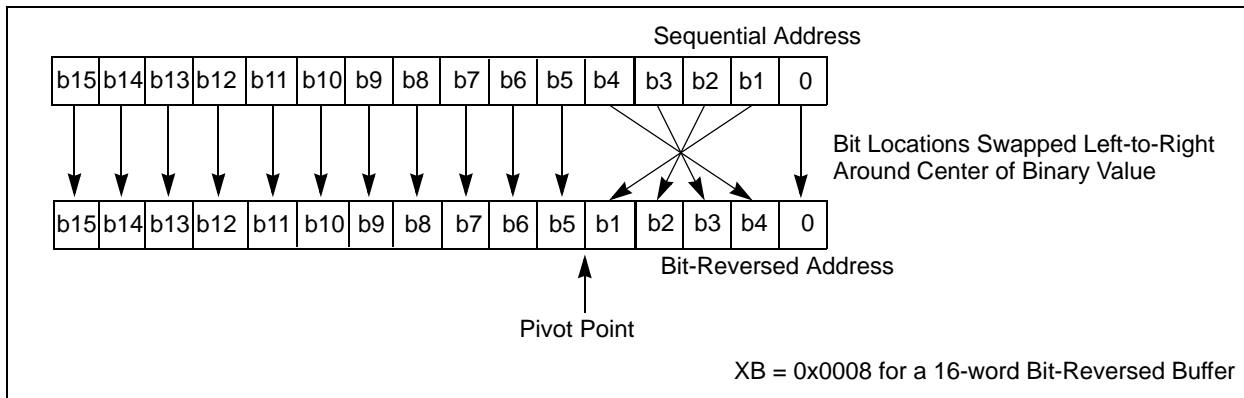 Sequential Address
b15 b14 b13 b12 b11 b10 b9 b8 b7 b6 b5 b4 b3 b2 b1 0
Bit Locations Swapped Left-to-Right
Around Center of Binary Value
b15 b14 b13 b12 b11 b10 b9 b8 b7 b6 b5 b1 b2 b3 b4 0
Bit-Reversed Address
Pivot Point
XB = 0x0008 for a 16-word Bit-Reversed Buffer